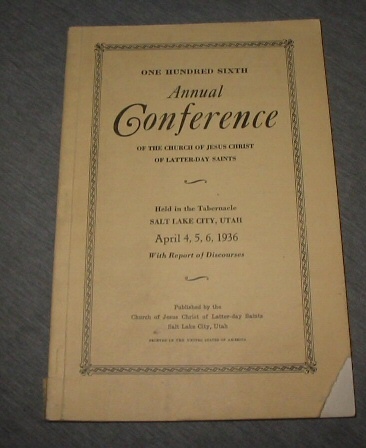 ONE HUNDRED SIXTH
Annual
Conference
OF THE CHURCH OF JESUS CHRIST
OF LATTER-DAY SAINTS
Held in the Tabernacle
SALT LAKE CITY, UTAH
April 4, 5, 6, 1936
With Report of Discourses
Published by the
Church of Jesus Christ of Latter-day Saints
Salt Lake City, Utah
PRINTED IN THE UNITED STATES OF AMERICA